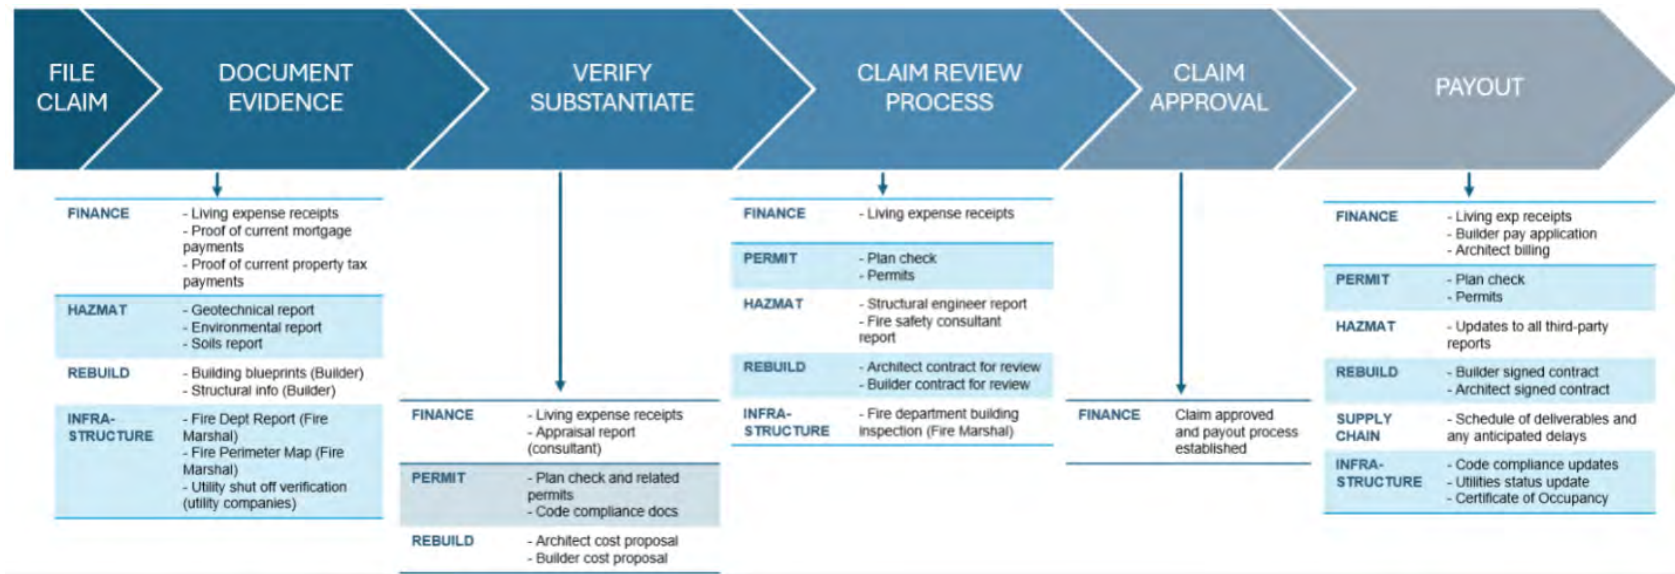 FILE
CLAIM
DOCUMENT
EVIDENCE
VERIFY
SUBSTANTIATE
CLAIM REVIEW
PROCESS
CLAIM
APPROVAL
PAYOUT
FINANCE
- Living expense receipts
- Proof of current mortgage
payments
- Proof of current property tax
payments
HAZMAT
- Geotechnical report
- Environmental report
- Soils report
REBUILD
- Building blueprints (Builder)
- Structural info (Builder)
INFRA-
STRUCTURE
- Fire Dept Report (Fire
Marshal)
- Fire Perimeter Map (Fire
Marshal)
- Utility shut off verification
(utility companies)
FINANCE
- Living expense receipts
- Appraisal report
(consultant)
PERMIT
- Plan check and related
permits
- Code compliance docs
REBUILD
- Architect cost proposal
- Builder cost proposal
FINANCE
- Living expense receipts
PERMIT
- Plan check
- Permits
HAZMAT
- Structural engineer report
- Fire safety consultant
report
REBUILD
- Architect contract for review
- Builder contract for review
INFRA-
STRUCTURE
- Fire department building
inspection (Fire Marshal)
FINANCE
Claim approved
and payout process
established
FINANCE
- Living exp receipts
- Builder pay application
- Architect billing
PERMIT
- Plan check
- Permits
HAZMAT
- Updates to all third-party
reports
REBUILD
- Builder signed contract
- Architect signed contract
SUPPLY
CHAIN
- Schedule of deliverables and
any anticipated delays
INFRA-
STRUCTURE
- Code compliance updates
- Utilities status update
- Certificate of Occupancy